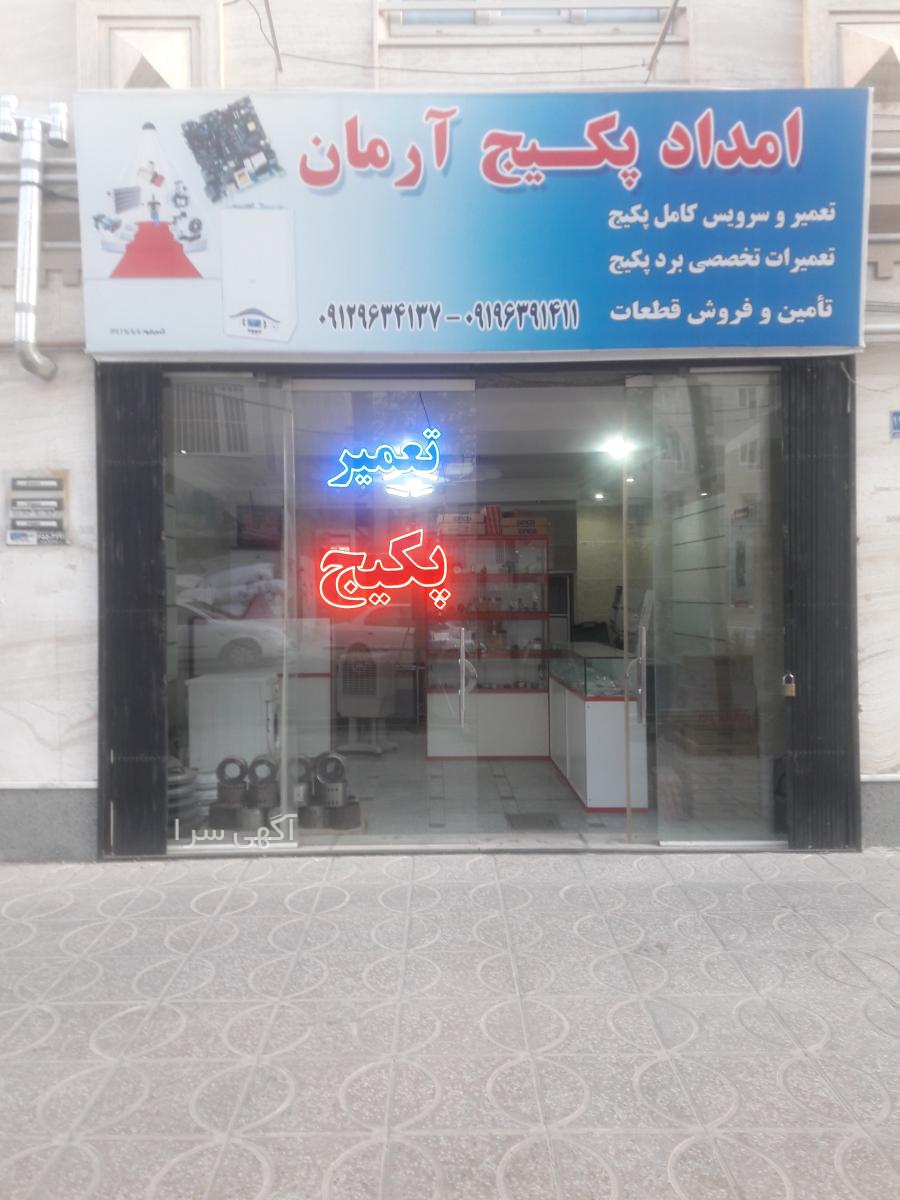 امداد پکیج آرمان
تعمیر و سرویس کامل پکیج
تعمیرات تخصصی برد پکیج
تأمین و فروش قطعات
۰۹۱۹۶۳۹۱۴۱۱ - ۰۹۱۲۹۶۳۴۱۳۷
تعمیر
پکیج
آگهی سرا